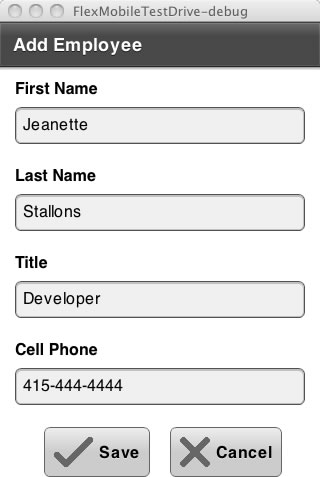 FlexMobileTestDrive-debug
Add Employee
First Name
Jeanette
Last Name
Stallons
Title
Developer
Cell Phone
415-444-4444
Save Cancel